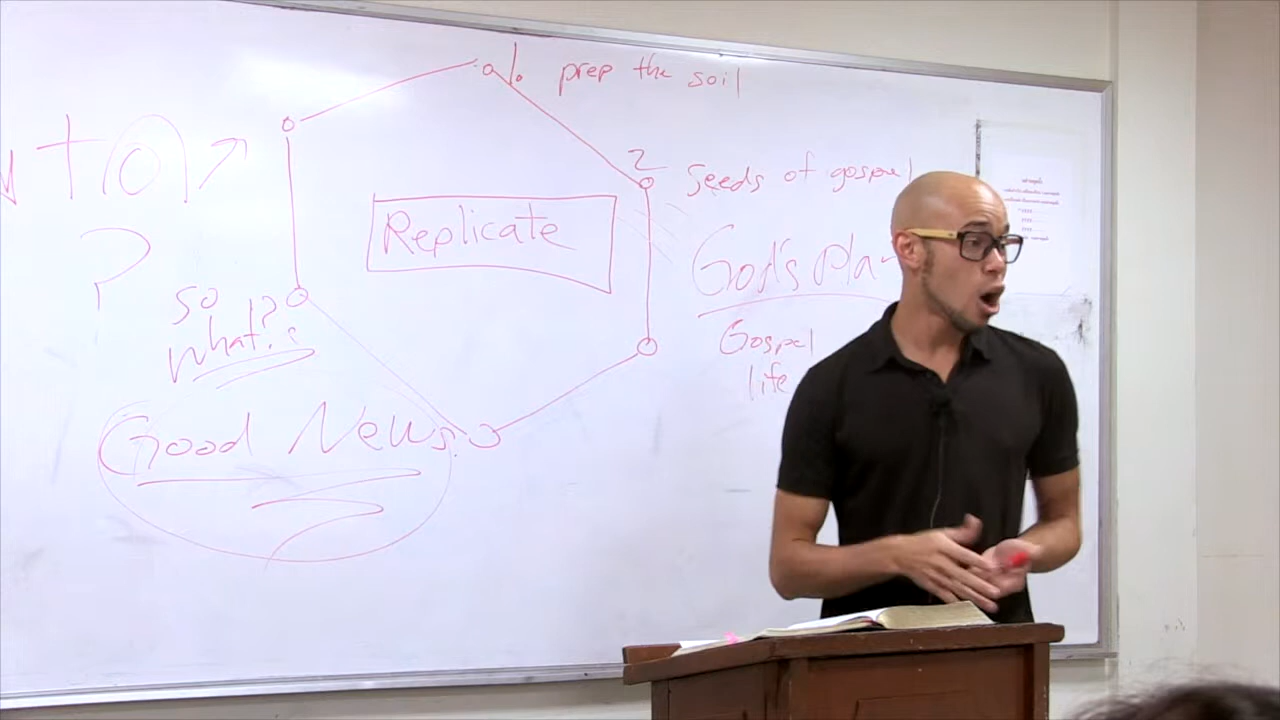 1. prep the soil
2 seeds of gospel
Replicate
God's Pla
?
so
what?
Gospel
life
Good News